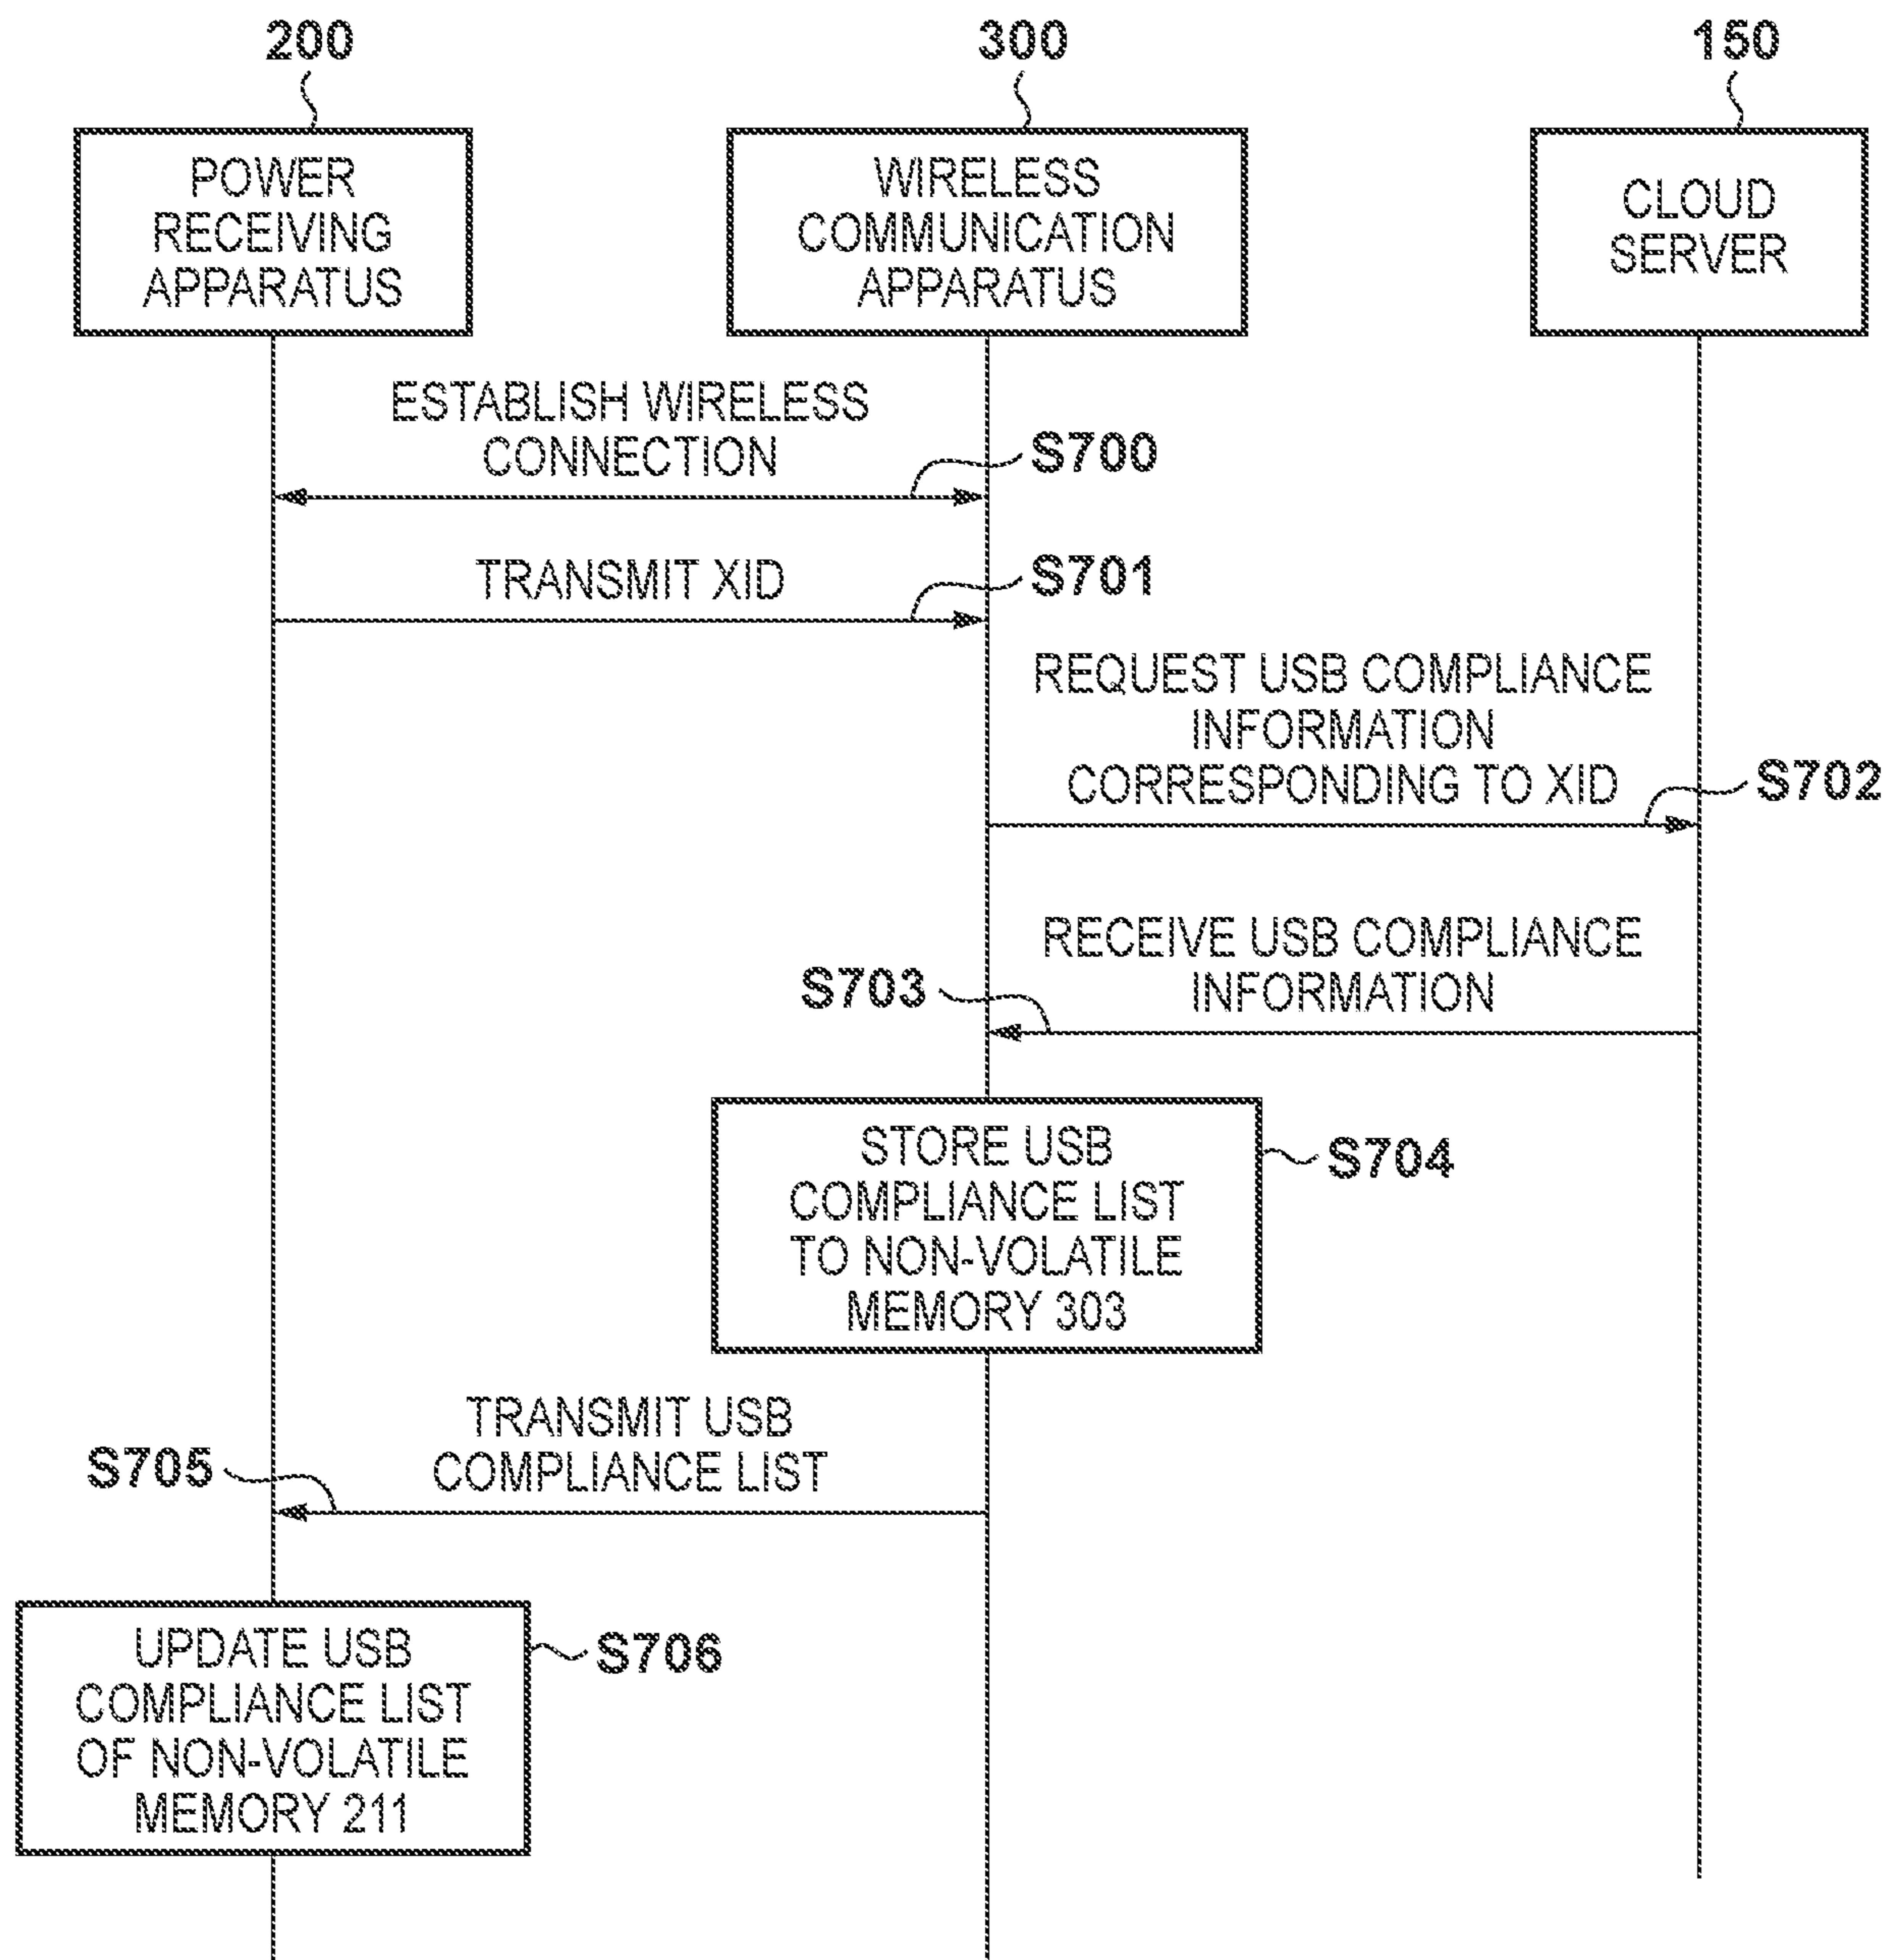 200
300
150
POWER
RECEIVING
APPARATUS
WIRELESS
COMMUNICATION
APPARATUS
CLOUD
SERVER
ESTABLISH WIRELESS
CONNECTION
S700
TRANSMIT XID
S701
REQUEST USB COMPLIANCE
INFORMATION
CORRESPONDING TO XID
S702
RECEIVE USB COMPLIANCE
INFORMATION
S703
STORE USB
COMPLIANCE LIST
TO NON-VOLATILE
MEMORY 303
S704
TRANSMIT USB
COMPLIANCE LIST
S705
UPDATE USB
COMPLIANCE LIST
OF NON-VOLATILE
MEMORY 211
S706